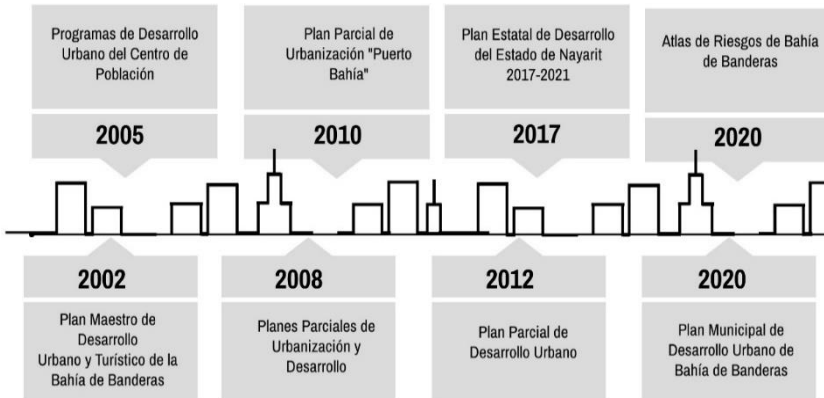 Programas de Desarrollo
Urbano del Centro de
Población
2005
Plan Parcial de
Urbanización "Puerto
Bahía"
2010
Plan Estatal de Desarrollo
del Estado de Nayarit
2017-2021
2017
Atlas de Riesgos de Bahía
de Banderas
2020
2002
Plan Maestro de
Desarrollo
Urbano y Turístico de la
Bahía de Banderas
2008
Planes Parciales de
Urbanización y
Desarrollo
2012
Plan Parcial de
Desarrollo Urbano
2020
Plan Municipal de
Desarrollo Urbano de
Bahía de Banderas